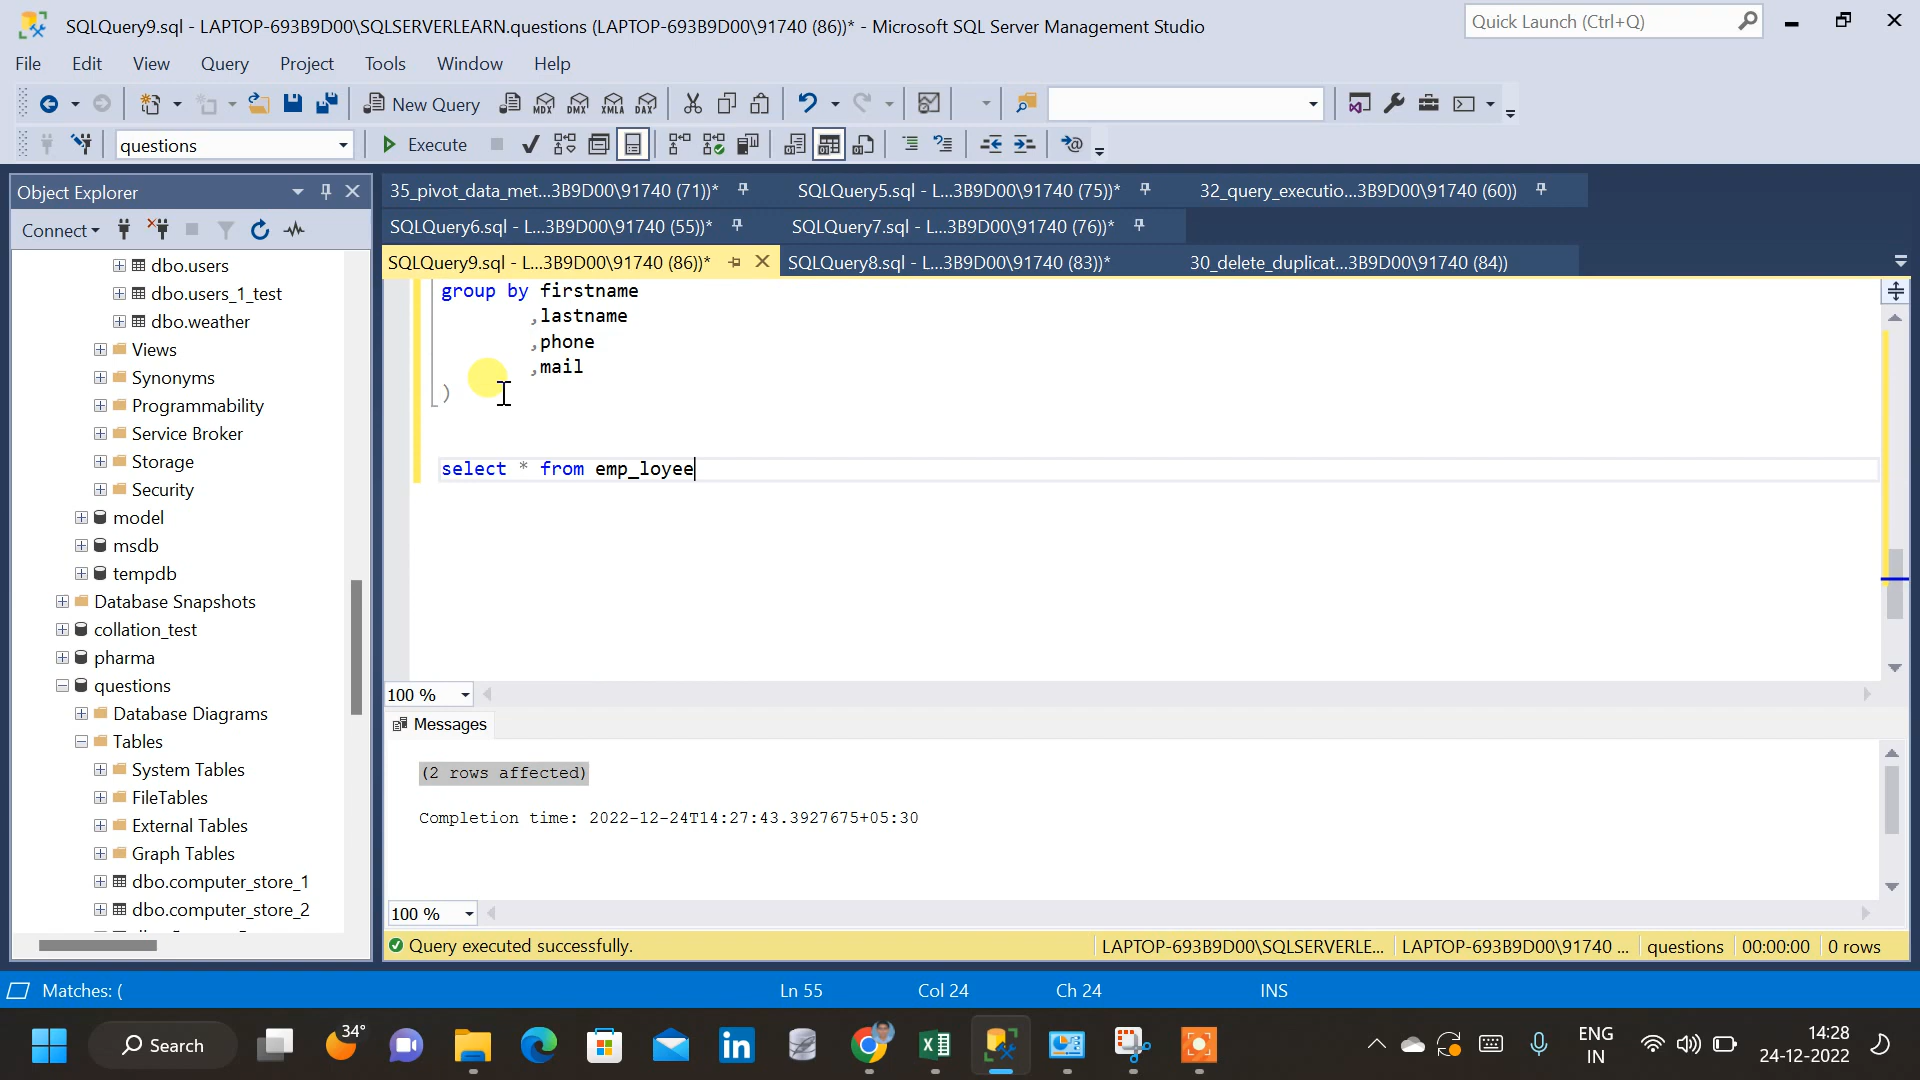 SQLQuery9.sql - LAPTOP-693B9D00\SQLSERVERLEARN.questions (LAPTOP-693B9D00\91740 (86))* - Microsoft SQL Server Management Studio
Quick Launch (Ctrl+Q)
File Edit View Query Project Tools Window Help
New Query MDX DMX XMLA DAX
questions Execute
Object Explorer
35_pivot_data_met...3B9D00\91740 (71))* SQLQuery5.sql - L...3B9D00\91740 (75))* 32_query_executio...3B9D00\91740 (60))
Connect
SQLQuery6.sql - L...3B9D00\91740 (55))* SQLQuery7.sql - L...3B9D00\91740 (76))*
SQLQuery9.sql - L...3B9D00\91740 (86))* SQLQuery8.sql - L...3B9D00\91740 (83))* 30_delete_duplicat...3B9D00\91740 (84))
dbo.users
dbo.users_1_test
dbo.weather
Views
Synonyms
Programmability
Service Broker
Storage
Security
model
msdb
tempdb
Database Snapshots
collation_test
pharma
questions
Database Diagrams
Tables
System Tables
FileTables
External Tables
Graph Tables
dbo.computer_store_1
dbo.computer_store_2
group by firstname
,lastname
,phone
,mail
)
select * from emp_loyee
100 %
Messages
(2 rows affected)
Completion time: 2022-12-24T14:27:43.3927675+05:30
100 %
Query executed successfully. LAPTOP-693B9D00\SQLSERVERLE... LAPTOP-693B9D00\91740 ... questions 00:00:00 0 rows
Matches: ( Ln 55 Col 24 Ch 24 INS
34°
Search
ENG
IN
14:28
24-12-2022